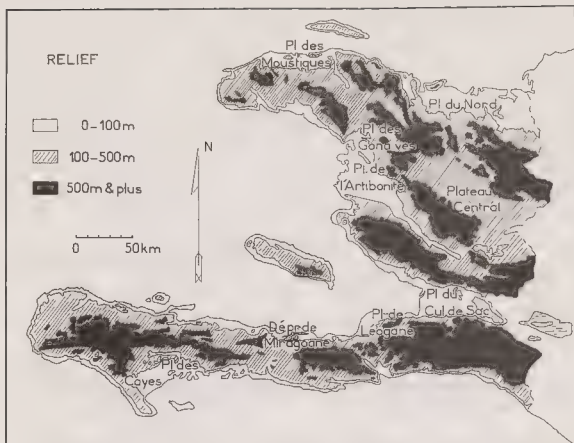 RELIEF
0-100m
100-500m
500m & plus
0 50km
N
Pl des
Moustiques
Pl du Nord
Pl des
Gonaïves
Pl de
l'Artibonite
Plateau
Central
Pl du
Cul de Sac
Pl de
Léogane
Dép. de
Miragoane
Pl des
Cayes